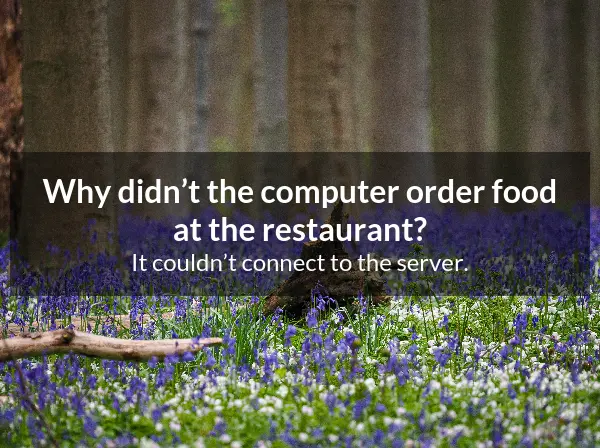 Why didn’t the computer order food
at the restaurant?
It couldn’t connect to the server.